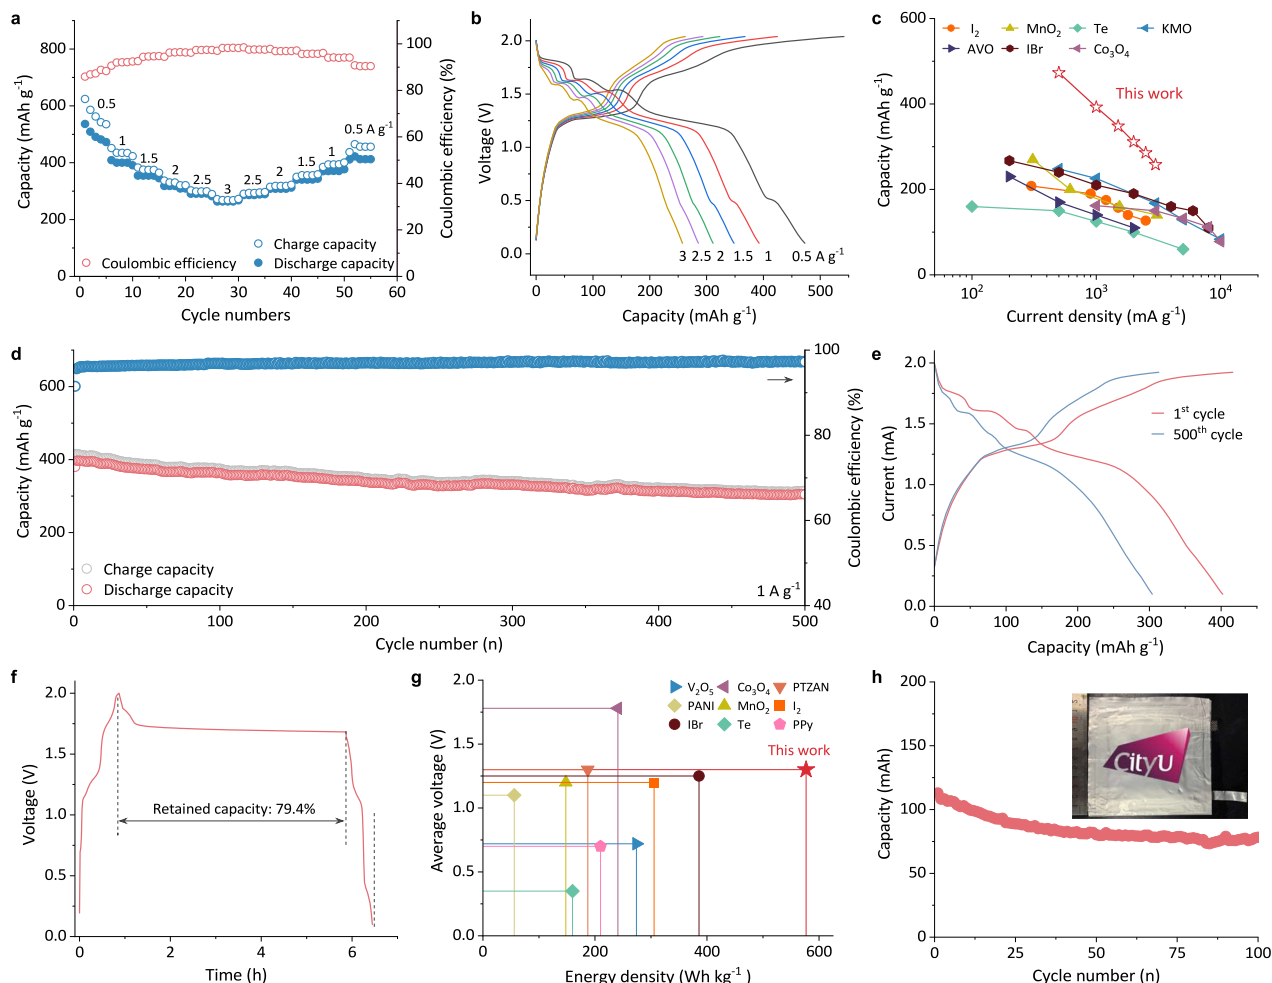 a
800
600
400
200
0
Capacity (mAh g-1)
100
80
60
40
20
0
Coulombic efficiency (%)
0.5
1
1.5
2
2.5
3
2.5
2
1.5
1
0.5 A g-1
Charge capacity
Coulombic efficiency
Discharge capacity
0 10 20 30 40 50 60
Cycle numbers
b
2.0
1.5
1.0
0.5
0.0
Voltage (V)
3 2.5 2 1.5 1 0.5 A g-1
0 100 200 300 400 500
Capacity (mAh g-1)
c
600
400
200
0
Capacity (mAh g-1)
I2 MnO2 Te KMO
AVO IBr Co3O4
This work
10^2 10^3 10^4
Current density (mA g-1)
d
600
400
200
0
Capacity (mAh g-1)
100
80
60
40
Coulombic efficiency (%)
Charge capacity
Discharge capacity
1 A g-1
0 100 200 300 400 500
Cycle number (n)
e
2.0
1.5
1.0
0.5
0.0
Current (mA)
1st cycle
500th cycle
0 100 200 300 400
Capacity (mAh g-1)
f
2.0
1.5
1.0
0.5
0.0
Voltage (V)
Retained capacity: 79.4%
0 2 4 6
Time (h)
g
2.0
1.5
1.0
0.5
0.0
Average voltage (V)
V2O5 Co3O4 PTZAN
PANI MnO2 I2
IBr Te PPy
This work
0 200 400 600
Energy density (Wh kg-1)
h
200
150
100
50
0
Capacity (mAh)
CityU
0 25 50 75 100
Cycle number (n)